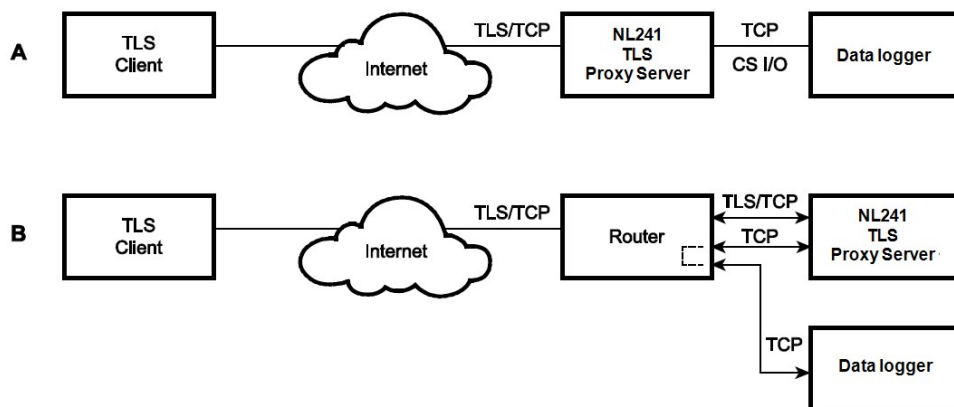 A
TLS
Client
Internet
TLS/TCP
NL241
TLS
Proxy Server
TCP
CS I/O
Data logger
B
TLS
Client
Internet
TLS/TCP
Router
TLS/TCP
TCP
NL241
TLS
Proxy Server
TCP
Data logger